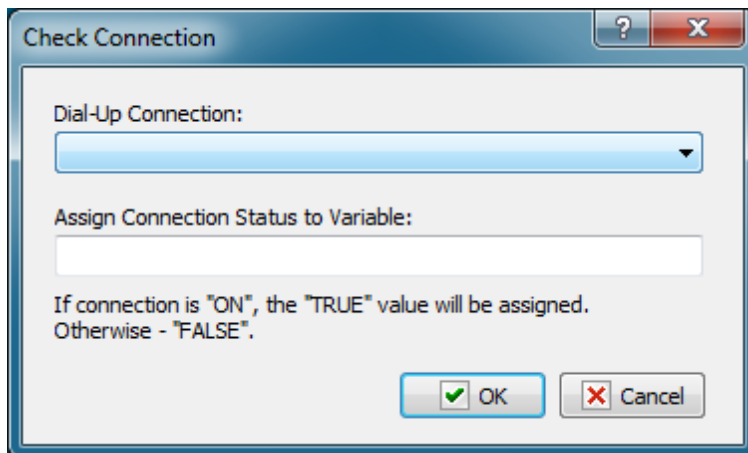 Check Connection
?
Dial-Up Connection:
Assign Connection Status to Variable:
If connection is "ON", the "TRUE" value will be assigned.
Otherwise - "FALSE".
OK
Cancel